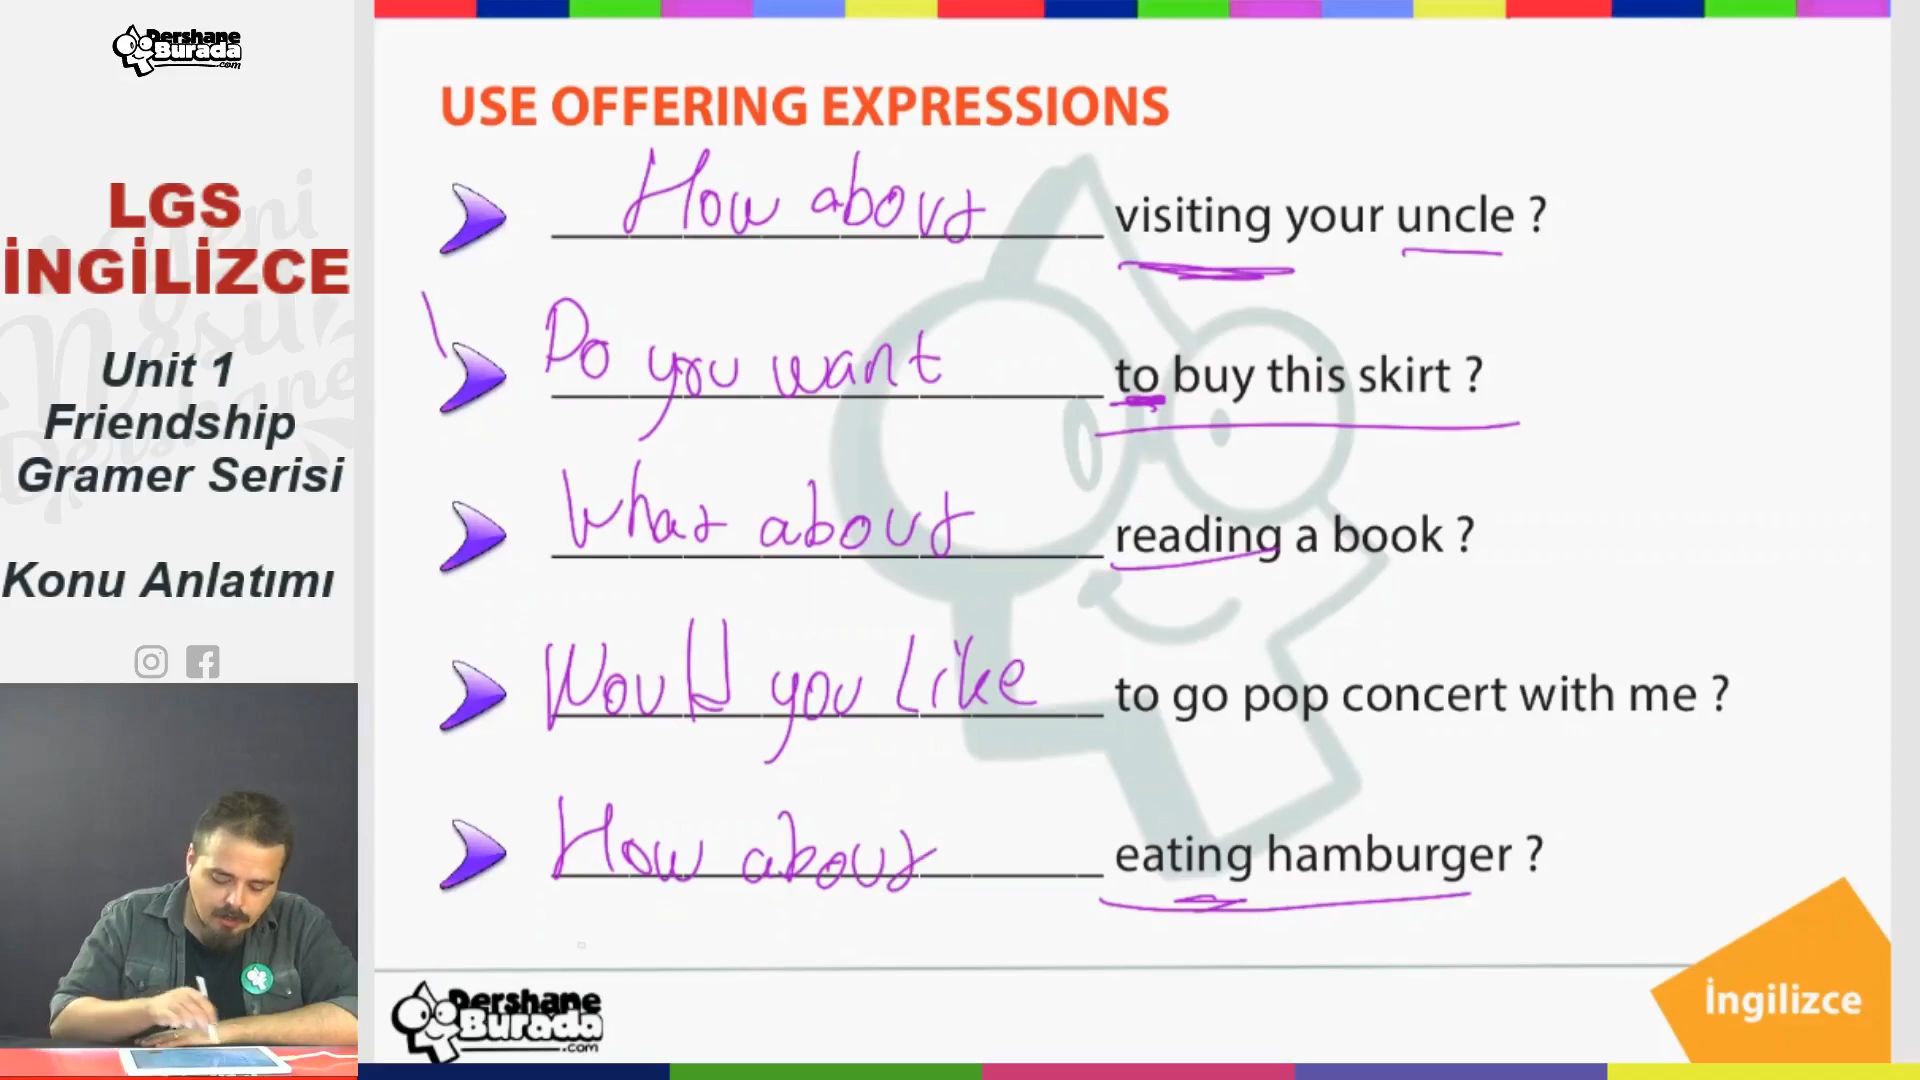 Dershane
Burada
.com
LGS
İNGİLİZCE
Unit 1
Friendship
Gramer Serisi
Konu Anlatımı
USE OFFERING EXPRESSIONS
How about visiting your uncle ?
Do you want to buy this skirt ?
What about reading a book ?
Would you like to go pop concert with me ?
How about eating hamburger ?
Dershane
Burada
.com
İngilizce